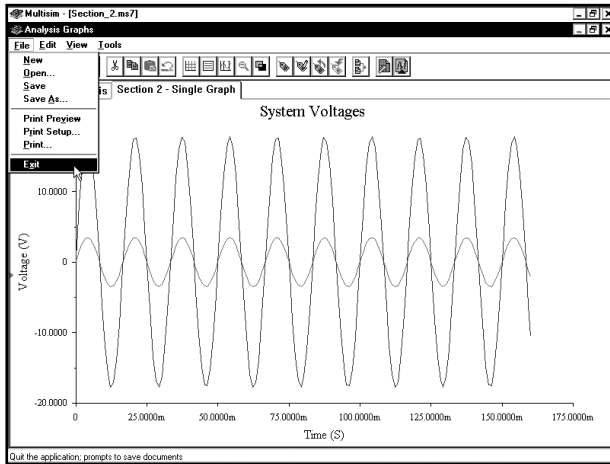 Multisim - [Section_2.ms7]
Analysis Graphs
File Edit View Tools
New
Open...
Save
Save As...
Print Preview
Print Setup...
Print...
Exit
is Section 2 - Single Graph
System Voltages
10.0000
0
-10.0000
-20.0000
Voltage (V)
0 25.0000m 50.0000m 75.0000m 100.0000m 125.0000m 150.0000m 175.0000m
Time (S)
Quit the application; prompts to save documents